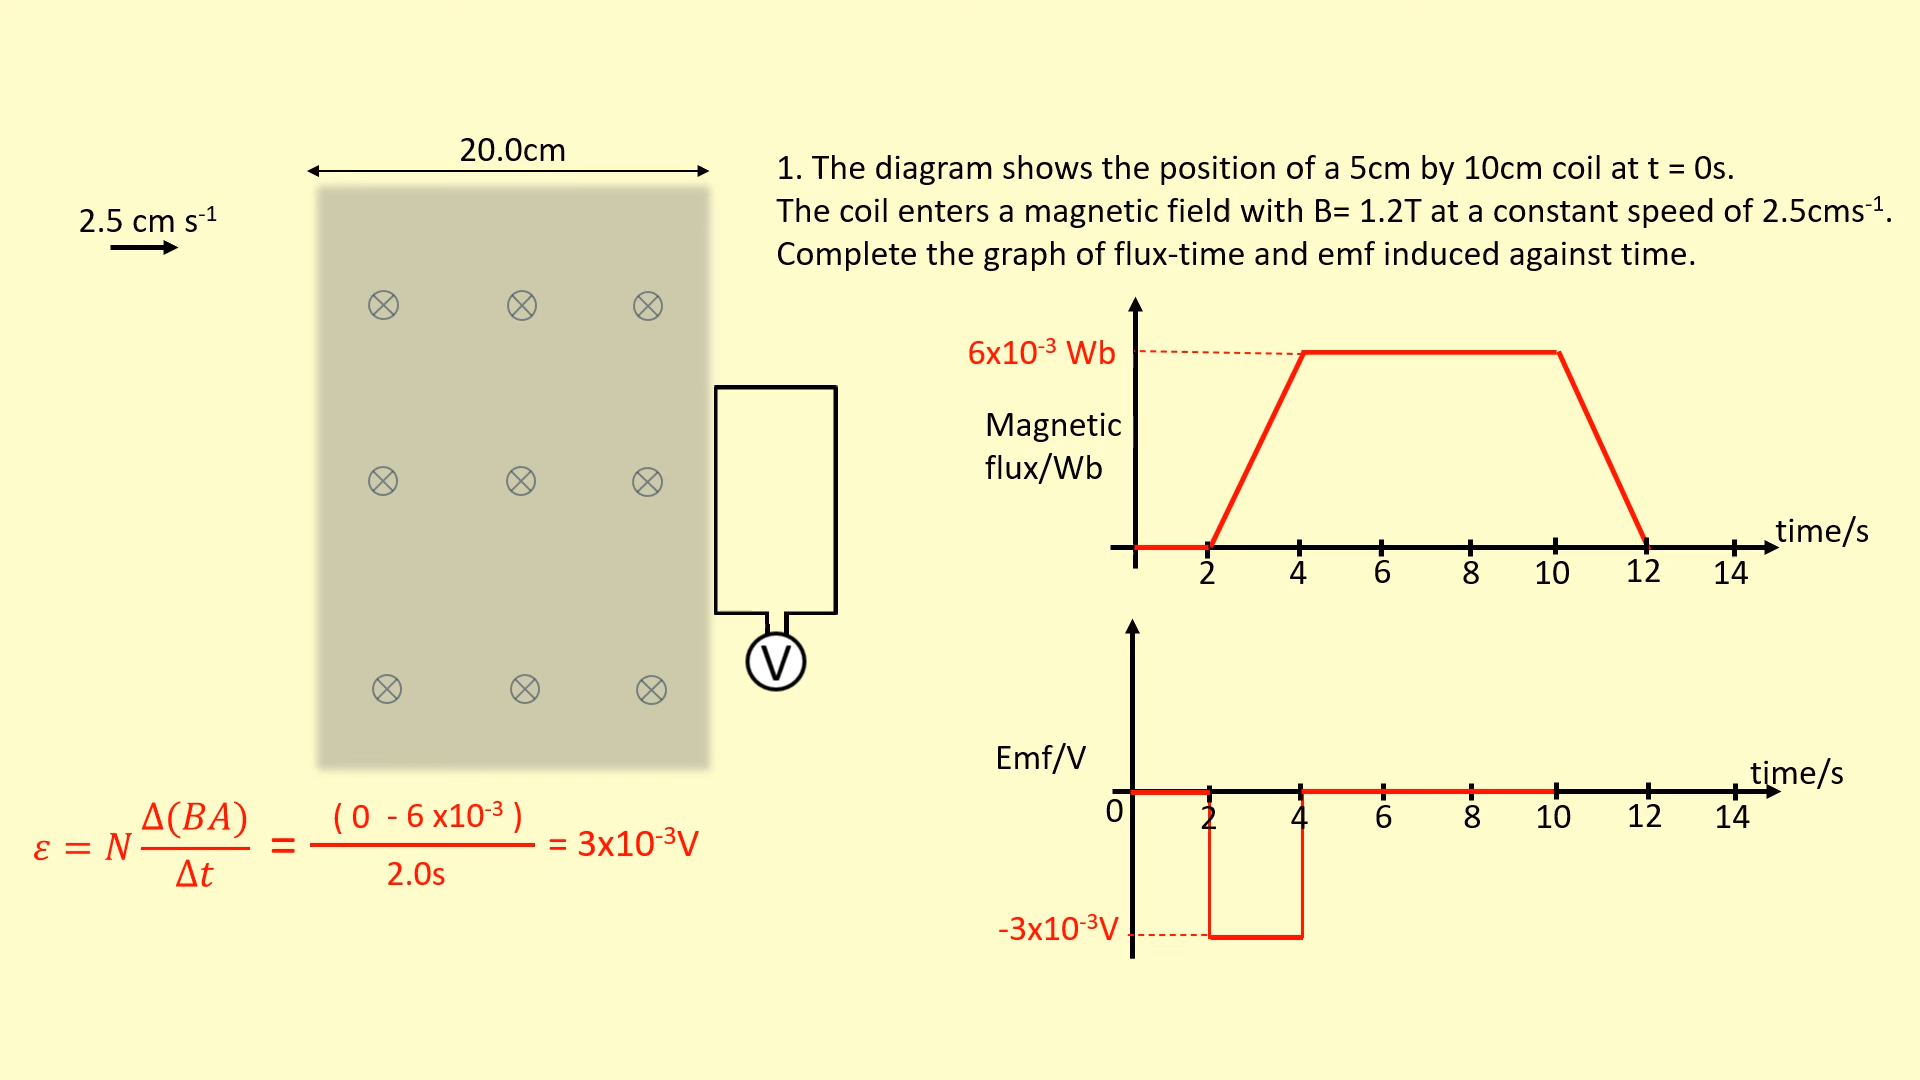 20.0cm
2.5 cm s⁻¹
1. The diagram shows the position of a 5cm by 10cm coil at t = 0s.
The coil enters a magnetic field with B= 1.2T at a constant speed of 2.5cms⁻¹.
Complete the graph of flux-time and emf induced against time.
6x10⁻³ Wb
Magnetic
flux/Wb
time/s
2 4 6 8 10 12 14
V
Emf/V
time/s
0 2 4 6 8 10 12 14
-3x10⁻³V
ε = N Δ(BA)/Δt = ( 0 - 6 x10⁻³ )/2.0s = 3x10⁻³V